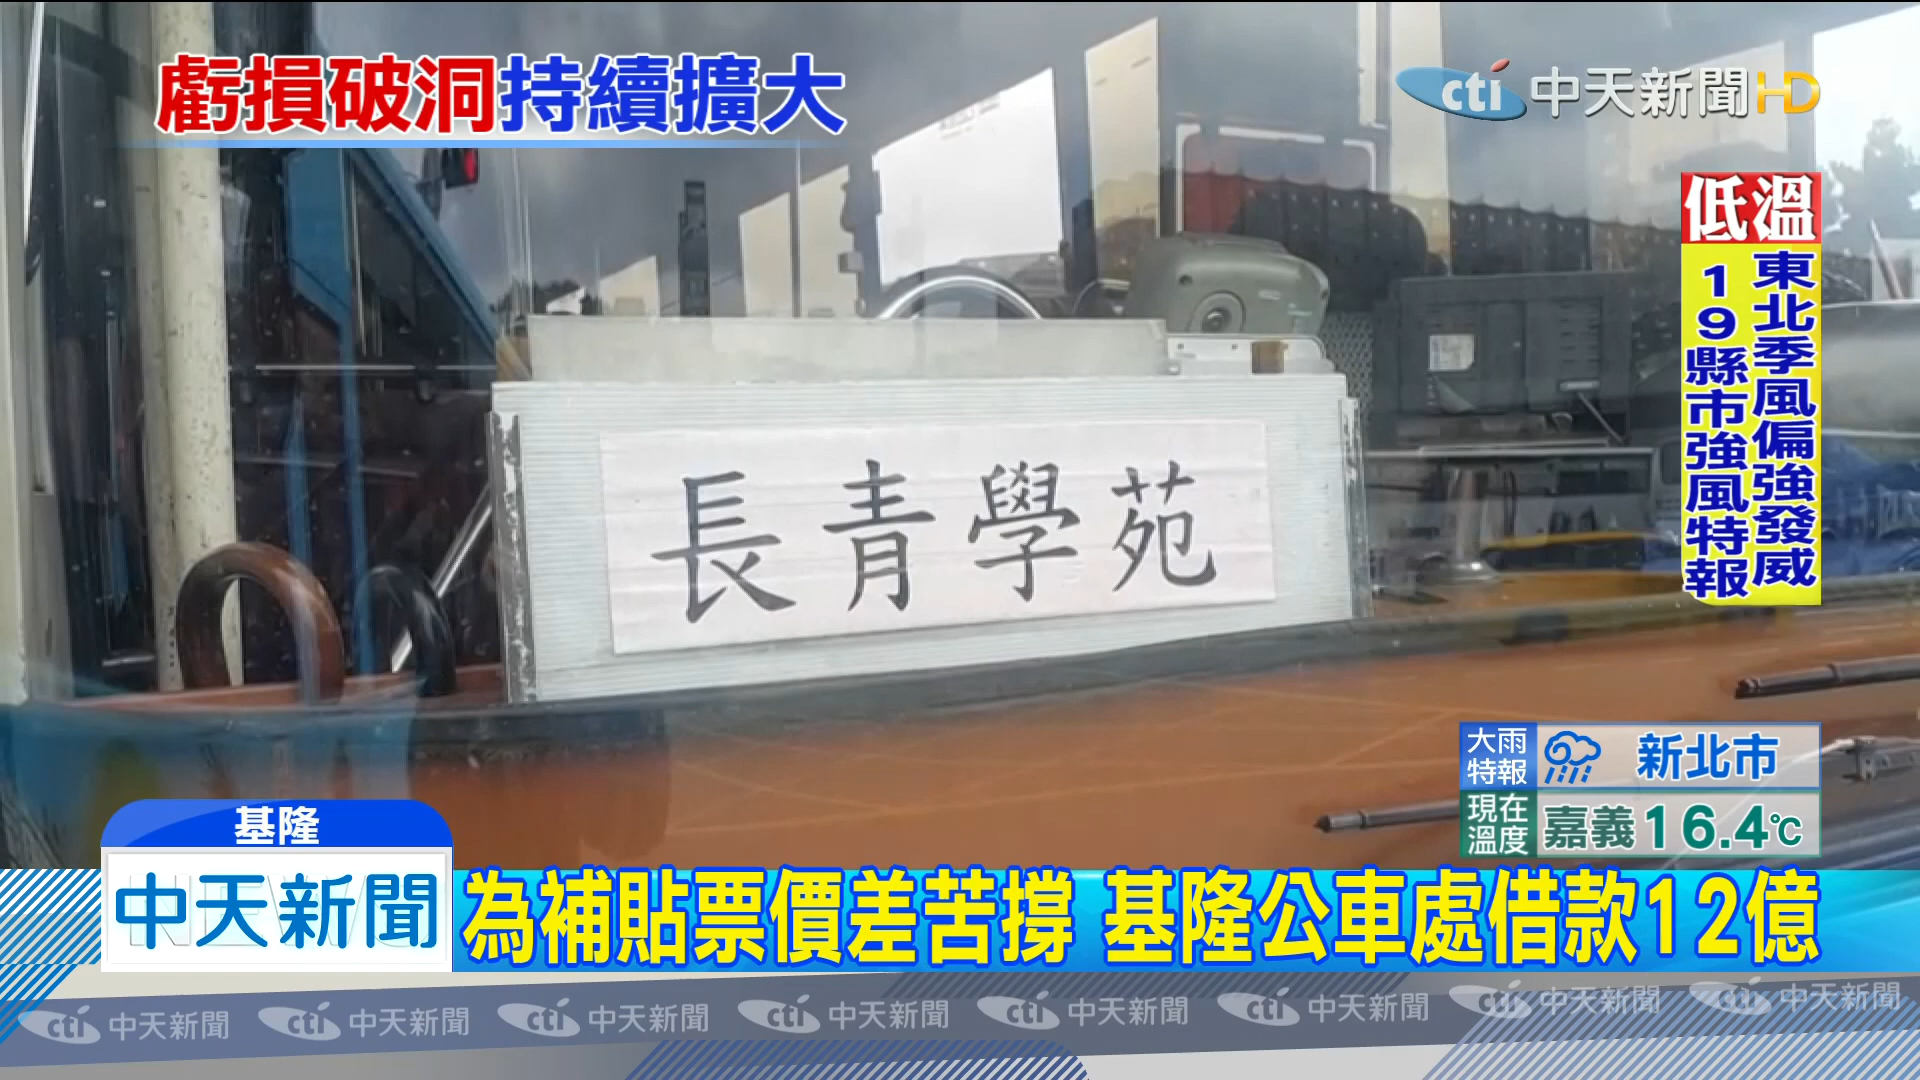 虧損破洞持續擴大
cti 中天新聞HD
低溫
東北季風偏強發威
19縣市強風特報
長青學苑
大雨特報 新北市
現在溫度 嘉義16.4℃
基隆
中天新聞
為補貼票價差苦撐 基隆公車處借款12億
cti 中天新聞 cti 中天新聞 cti 中天新聞 cti 中天新聞 cti 中天新聞 cti 中天新聞 cti 中天新聞 cti 中天新聞